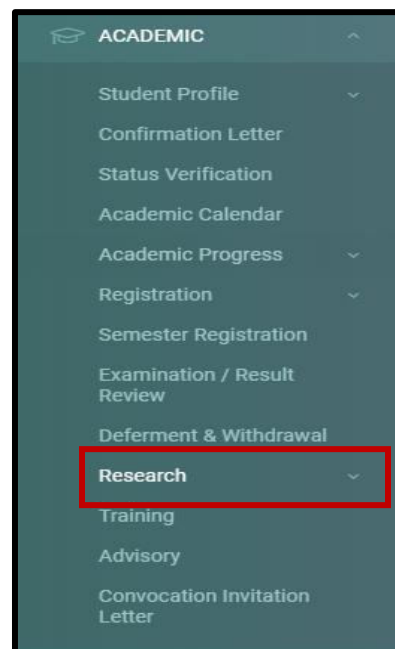 ACADEMIC
Student Profile
Confirmation Letter
Status Verification
Academic Calendar
Academic Progress
Registration
Semester Registration
Examination / Result
Review
Deferment & Withdrawal
Research
Training
Advisory
Convocation Invitation
Letter